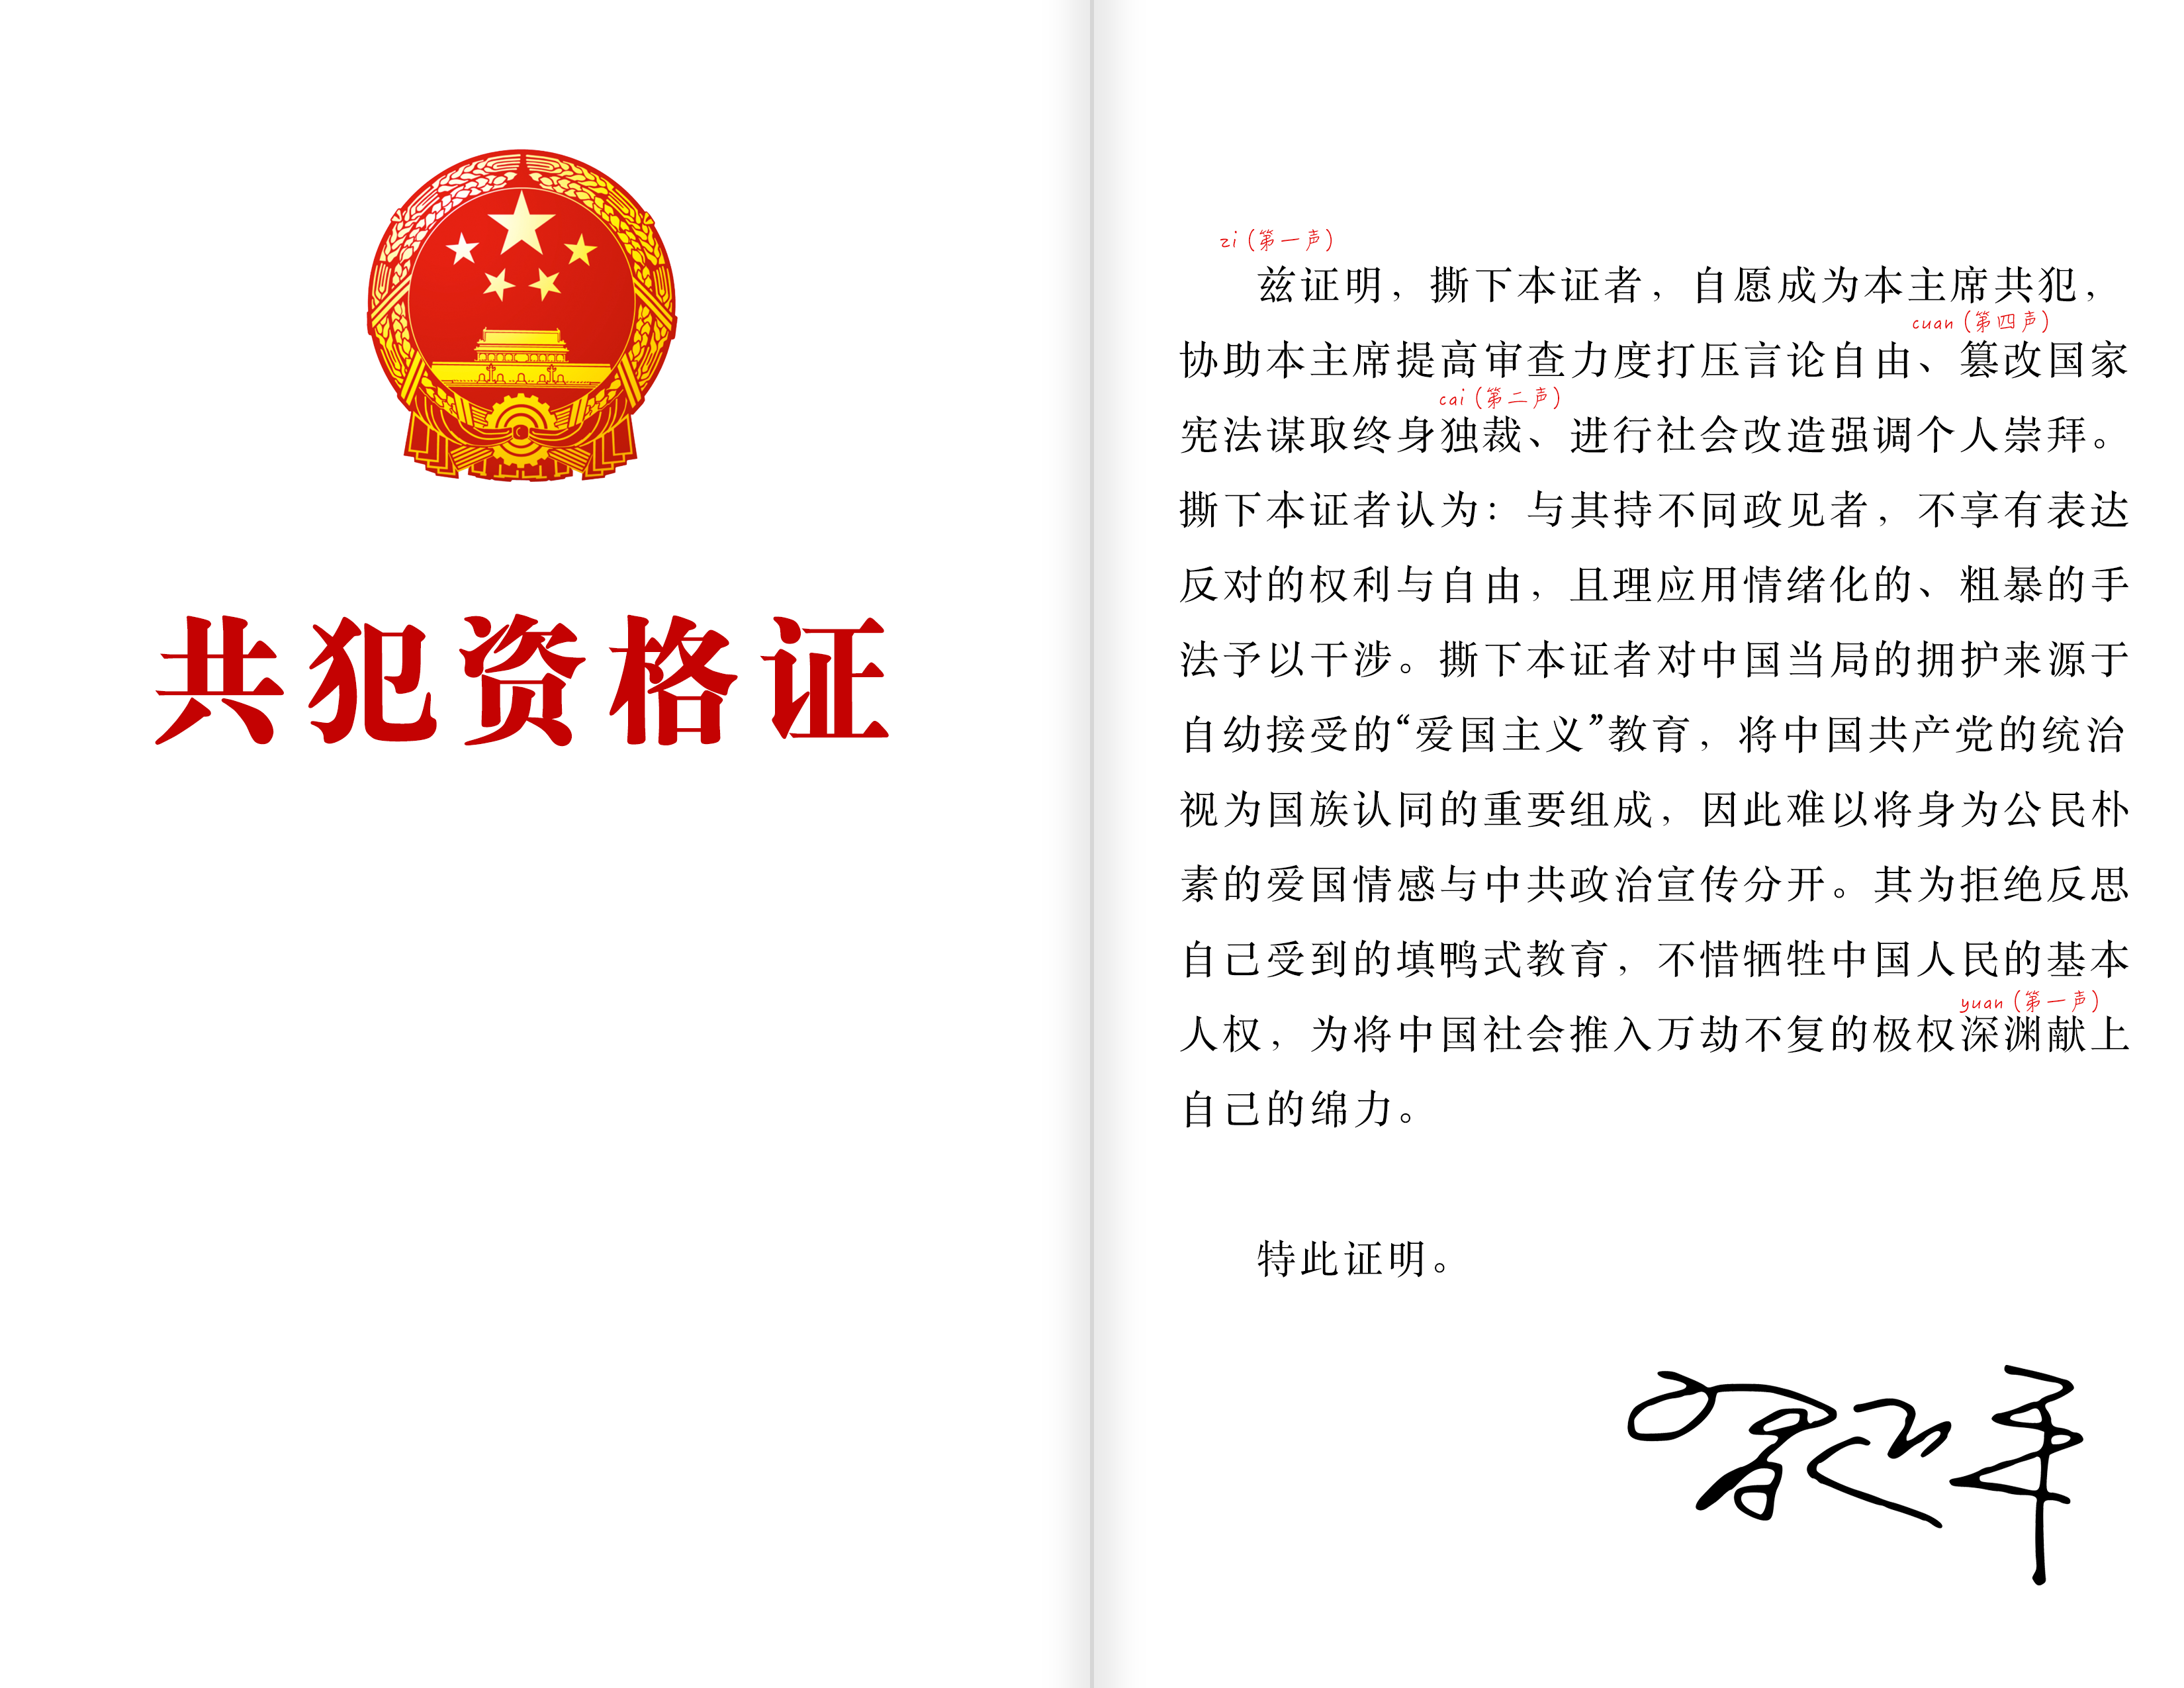 共犯资格证
zi（第一声）
兹证明，撕下本证者，自愿成为本主席共犯，
cuan（第四声）
协助本主席提高审查力度打压言论自由、篡改国家
cai（第二声）
宪法谋取终身独裁、进行社会改造强调个人崇拜。
撕下本证者认为：与其持不同政见者，不享有表达
反对的权利与自由，且理应用情绪化的、粗暴的手
法予以干涉。撕下本证者对中国当局的拥护来源于
自幼接受的“爱国主义”教育，将中国共产党的统治
视为国族认同的重要组成，因此难以将身为公民朴
素的爱国情感与中共政治宣传分开。其为拒绝反思
自己受到的填鸭式教育，不惜牺牲中国人民的基本
yuan（第一声）
人权，为将中国社会推入万劫不复的极权深渊献上
自己的绵力。
特此证明。
习近平